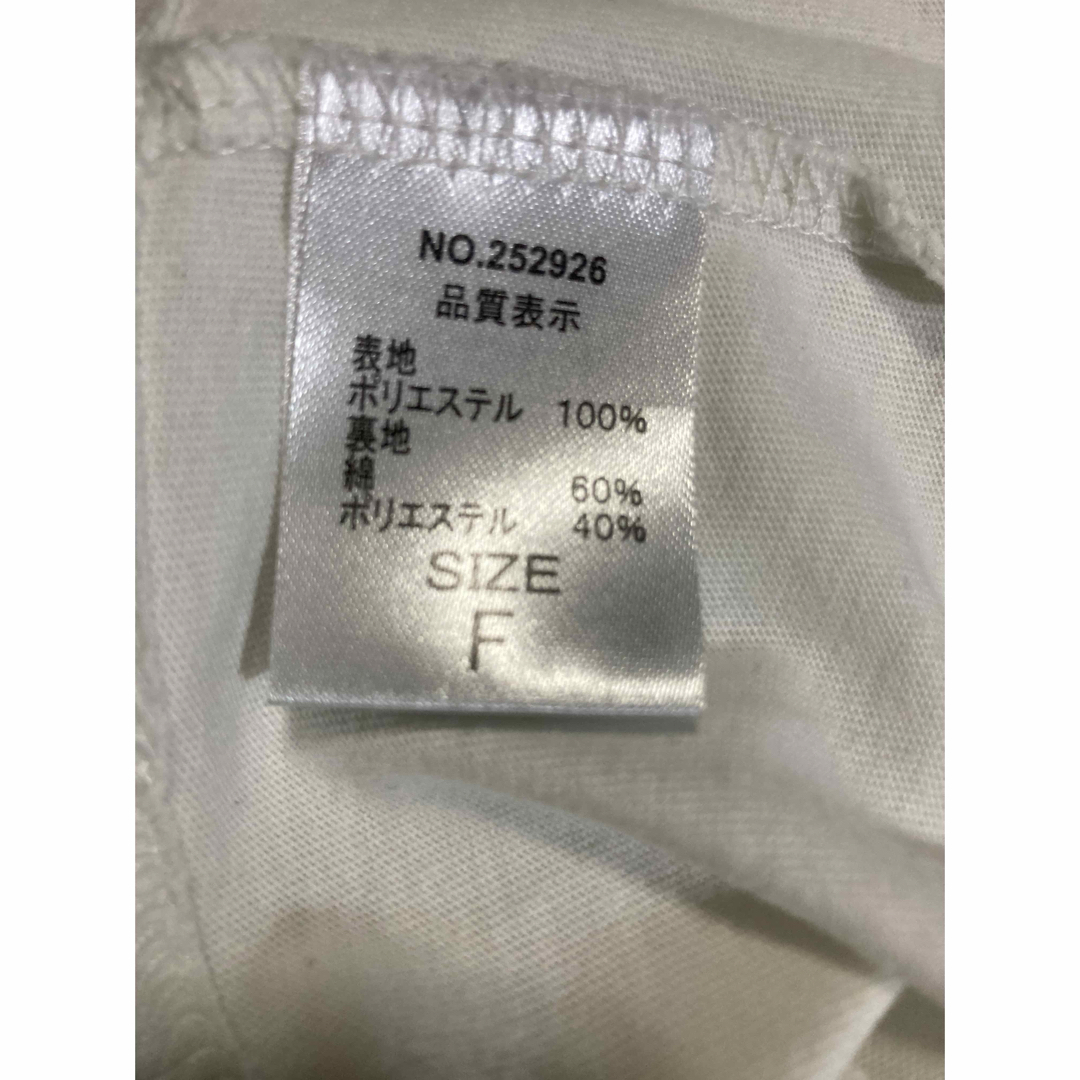 NO.252926
品質表示
表地
ポリエステル 100%
裏地
綿 60%
ポリエステル 40%
SIZE
F